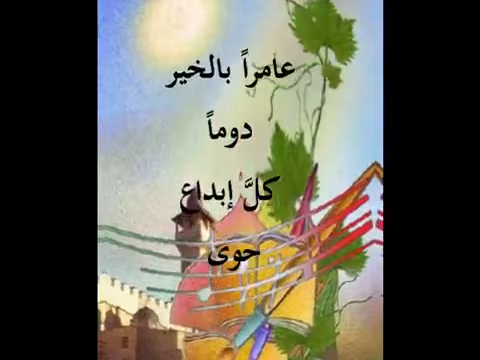 عامراً بالخير
دوماً
كلَّ إبداع
حوى